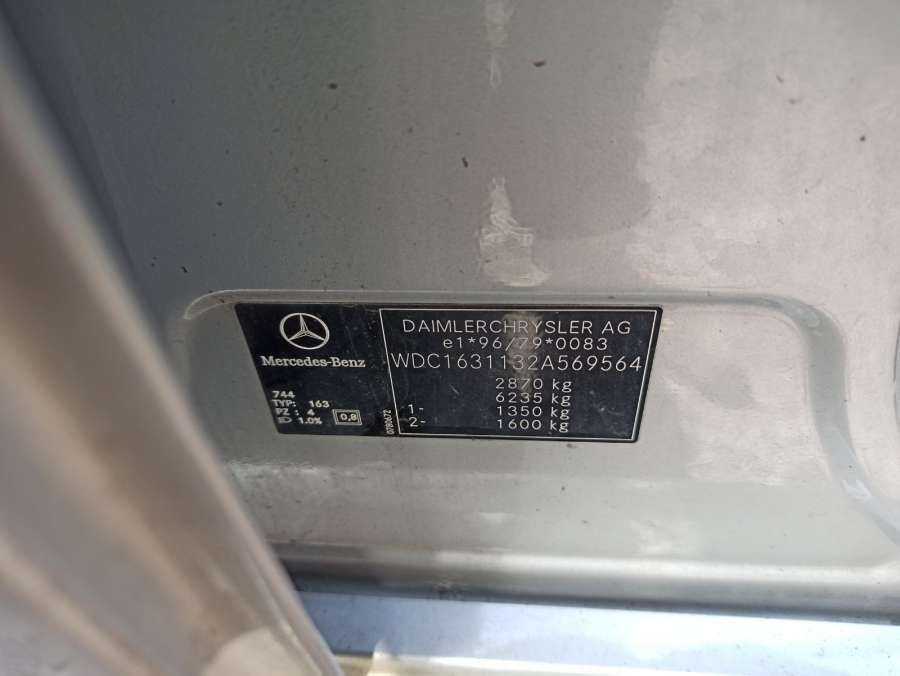 Mercedes-Benz
744
TYP: 163
PZ : 4
1.0%
0,8
0780672
DAIMLERCHRYSLER AG
e1*96/79*0083
WDC1631132A569564
2870 kg
6235 kg
1- 1350 kg
2- 1600 kg